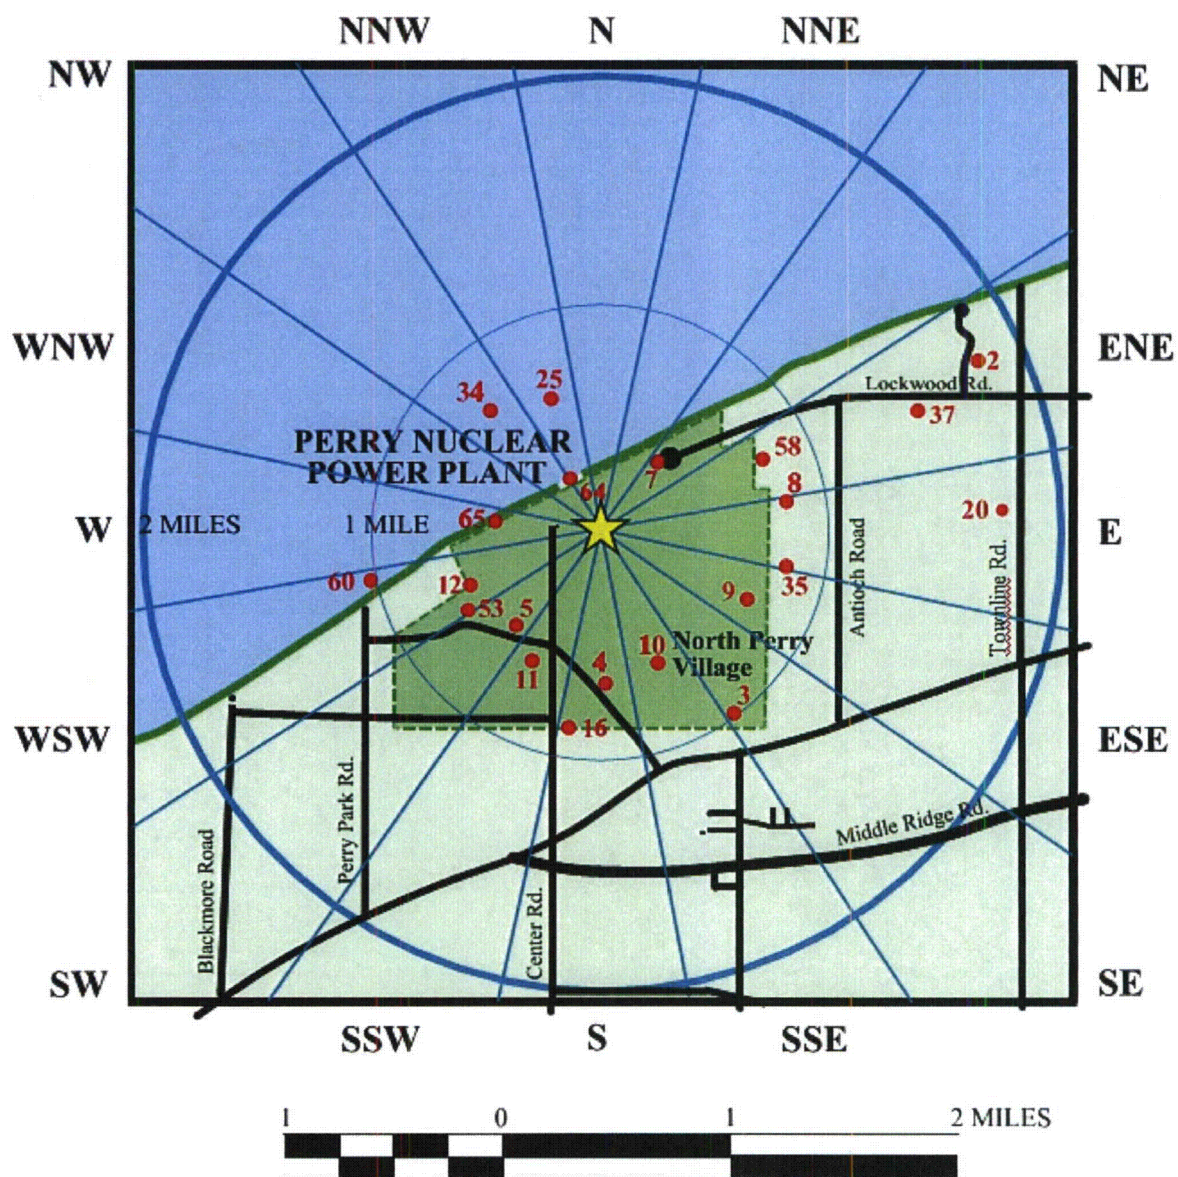 NNW N NNE
NW NE
WNW ENE
2
Lockwood Rd.
25
34
37
PERRY NUCLEAR
POWER PLANT
58
7
64
8
65
20
W 2 MILES 1 MILE E
60
12
35
9
53 5
Antioch Road
Townline Rd.
10 North Perry
Village
4
11
3
16
WSW ESE
Perry Park Rd.
Middle Ridge Rd.
Blackmore Road
Center Rd.
SW SE
SSW S SSE
1 0 1 2 MILES